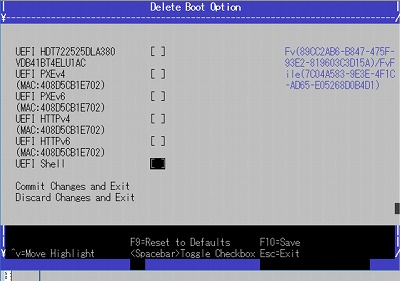 Delete Boot Option
UEFI HDT722525DLA380
VDB41BT4ELU1AC
UEFI PXEv4
(MAC:408D5CB1E702)
UEFI PXEv6
(MAC:408D5CB1E702)
UEFI HTTPv4
(MAC:408D5CB1E702)
UEFI HTTPv6
(MAC:408D5CB1E702)
UEFI Shell
Commit Changes and Exit
Discard Changes and Exit
[ ]
[ ]
[ ]
[ ]
[ ]
Fv(89CC2AB6-B847-475F-
93E2-819603C3D15A)/FvF
ile(7C04A583-9E3E-4F1C
-AD65-E05268D0B4D1)
F9=Reset to Defaults F10=Save
^v=Move Highlight <Spacebar>Toggle Checkbox Esc=Exit